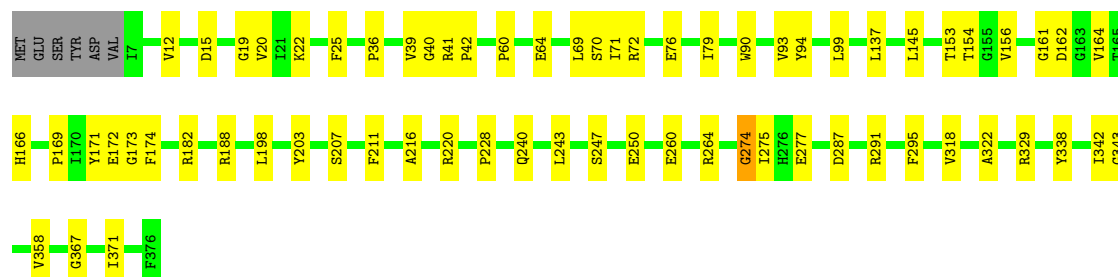 MET GLU SER TYR ASP VAL I7 V12 D15 G19 V20 I21 K22 F25 P36 V39 G40 R41 P42 P60 E64 L69 S70 I71 R72 E76 I79 W90 V93 Y94 L99 L137 L145 T153 T154 G155 V156 G161 D162 G163 V164 T165
H166 P169 I170 Y171 E172 G173 F174 R182 R188 L198 Y203 S207 F211 A216 R220 P228 Q240 L243 S247 E250 E260 R264 G274 I275 H276 E277 D287 R291 F295 V318 A322 R329 Y338 I342
V358 G367 I371 F376